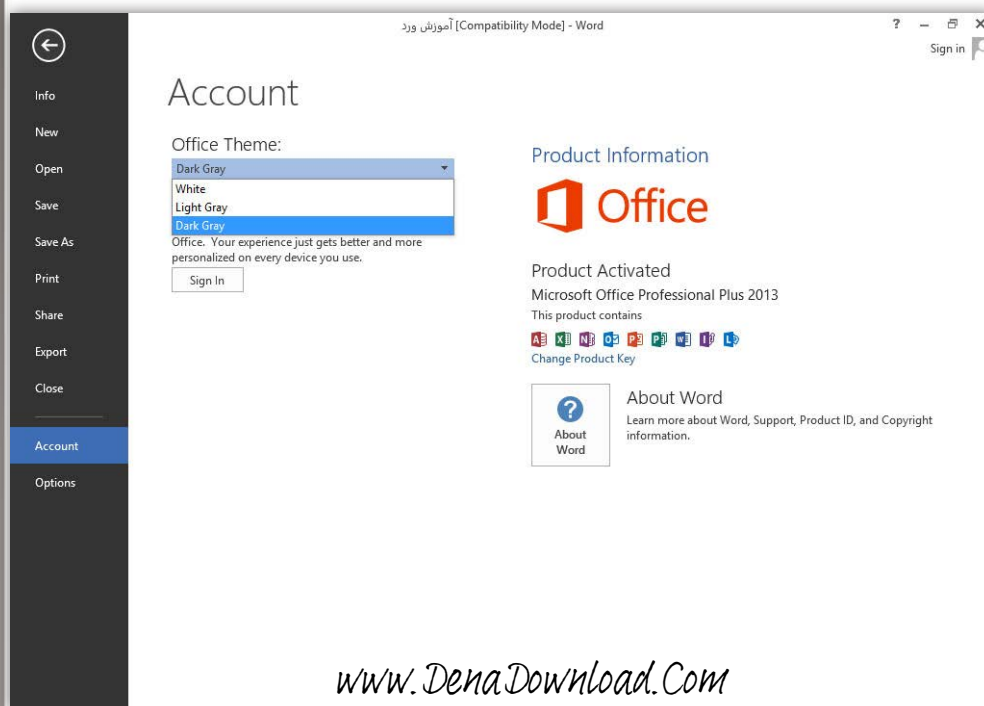 آموزش ورد [Compatibility Mode] - Word
?
Sign in
Info
New
Open
Save
Save As
Print
Share
Export
Close
Account
Options
Account
Office Theme:
Dark Gray
White
Light Gray
Dark Gray
Office. Your experience just gets better and more
personalized on every device you use.
Sign In
Product Information
Office
Product Activated
Microsoft Office Professional Plus 2013
This product contains
Change Product Key
About
Word
About Word
Learn more about Word, Support, Product ID, and Copyright
information.
www.DenaDownload.Com